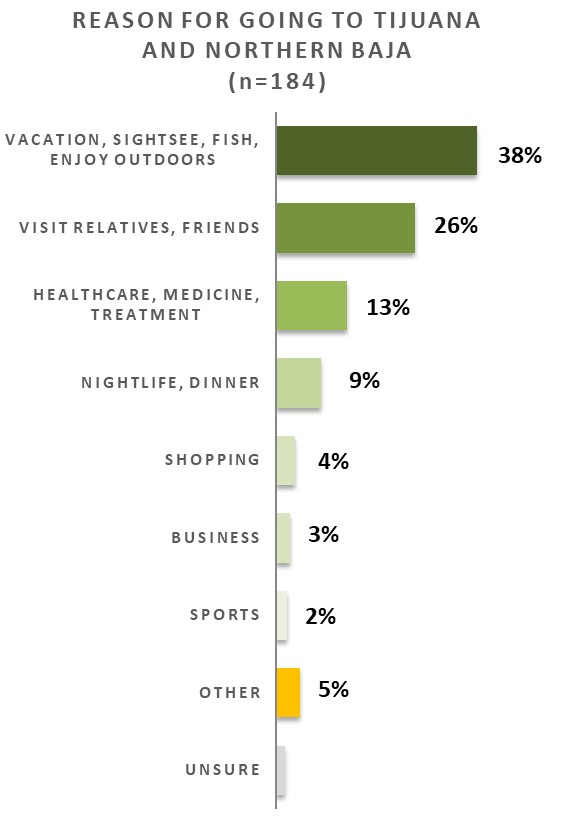 REASON FOR GOING TO TIJUANA
AND NORTHERN BAJA
(n=184)
VACATION, SIGHTSEE, FISH,
ENJOY OUTDOORS
38%
VISIT RELATIVES, FRIENDS
26%
HEALTHCARE, MEDICINE,
TREATMENT
13%
NIGHTLIFE, DINNER
9%
SHOPPING
4%
BUSINESS
3%
SPORTS
2%
OTHER
5%
UNSURE